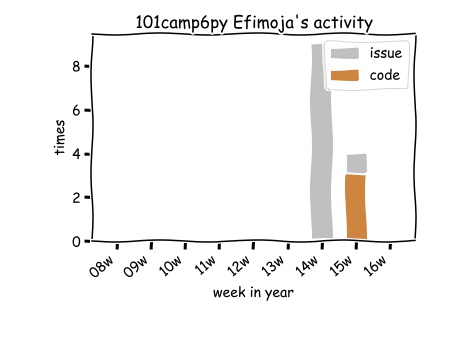 101camp6py Efimoja's activity
issue
code
8
6
4
2
0
times
08w 09w 10w 11w 12w 13w 14w 15w 16w
week in year